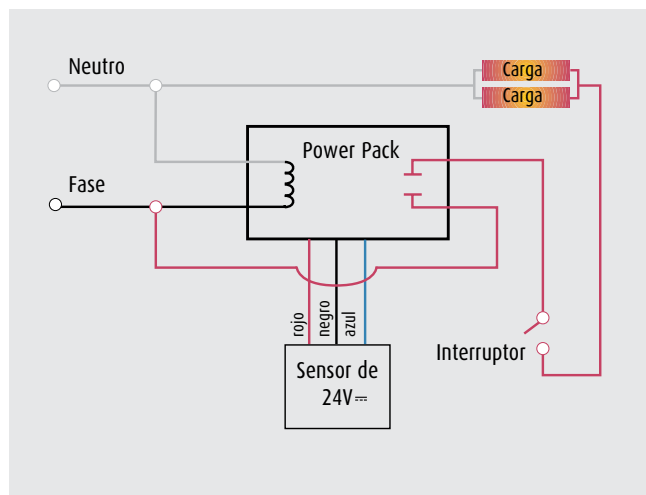 Neutro
Carga
Carga
Power Pack
Fase
rojo
negro
azul
Interruptor
Sensor de
24V⎓